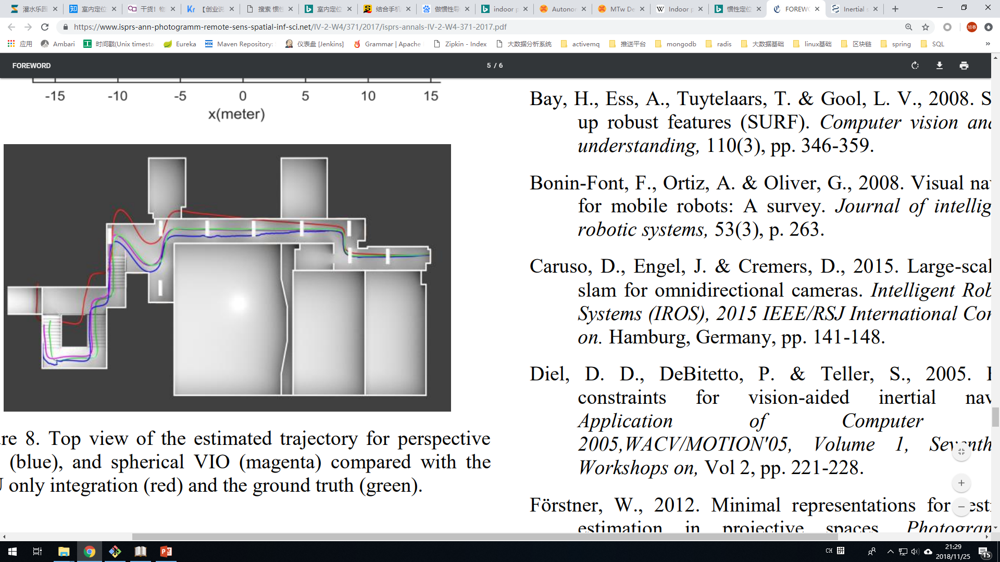 灌水乐园
室内定位
干货！物
【创业说
搜索 惯性
室内定位
结合手机
做惯性导
indoor p
Autonor
MTw De
Indoor p
惯性定位
FOREWO
Inertial s
https://www.isprs-ann-photogramm-remote-sens-spatial-inf-sci.net/IV-2-W4/371/2017/isprs-annals-IV-2-W4-371-2017.pdf
旭春
应用
Ambari
时间戳(Unix timesta
Eureka
Maven Repository:
仪表盘 [Jenkins]
Grammar | Apache
Zipkin - Index
大数据分析系统
activemq
推送平台
mongodb
radis
大数据基础
linux基础
区块链
spring
SQL
FOREWORD
5 / 6
-15 -10 -5 0 5 10 15
x(meter)
re 8. Top view of the estimated trajectory for perspective
(blue), and spherical VIO (magenta) compared with the
only integration (red) and the ground truth (green).
Bay, H., Ess, A., Tuytelaars, T. & Gool, L. V., 2008. S
up robust features (SURF). Computer vision and
understanding, 110(3), pp. 346-359.
Bonin-Font, F., Ortiz, A. & Oliver, G., 2008. Visual na
for mobile robots: A survey. Journal of intellig
robotic systems, 53(3), p. 263.
Caruso, D., Engel, J. & Cremers, D., 2015. Large-scal
slam for omnidirectional cameras. Intelligent Rob
Systems (IROS), 2015 IEEE/RSJ International Con
on. Hamburg, Germany, pp. 141-148.
Diel, D. D., DeBitetto, P. & Teller, S., 2005. E
constraints for vision-aided inertial nav
Application of Computer
2005,WACV/MOTION'05, Volume 1, Seventh
Workshops on, Vol 2, pp. 221-228.
Förstner, W., 2012. Minimal representations for esti
estimation in projective spaces. Photogran
CH 拼
21:29
2018/11/25
15